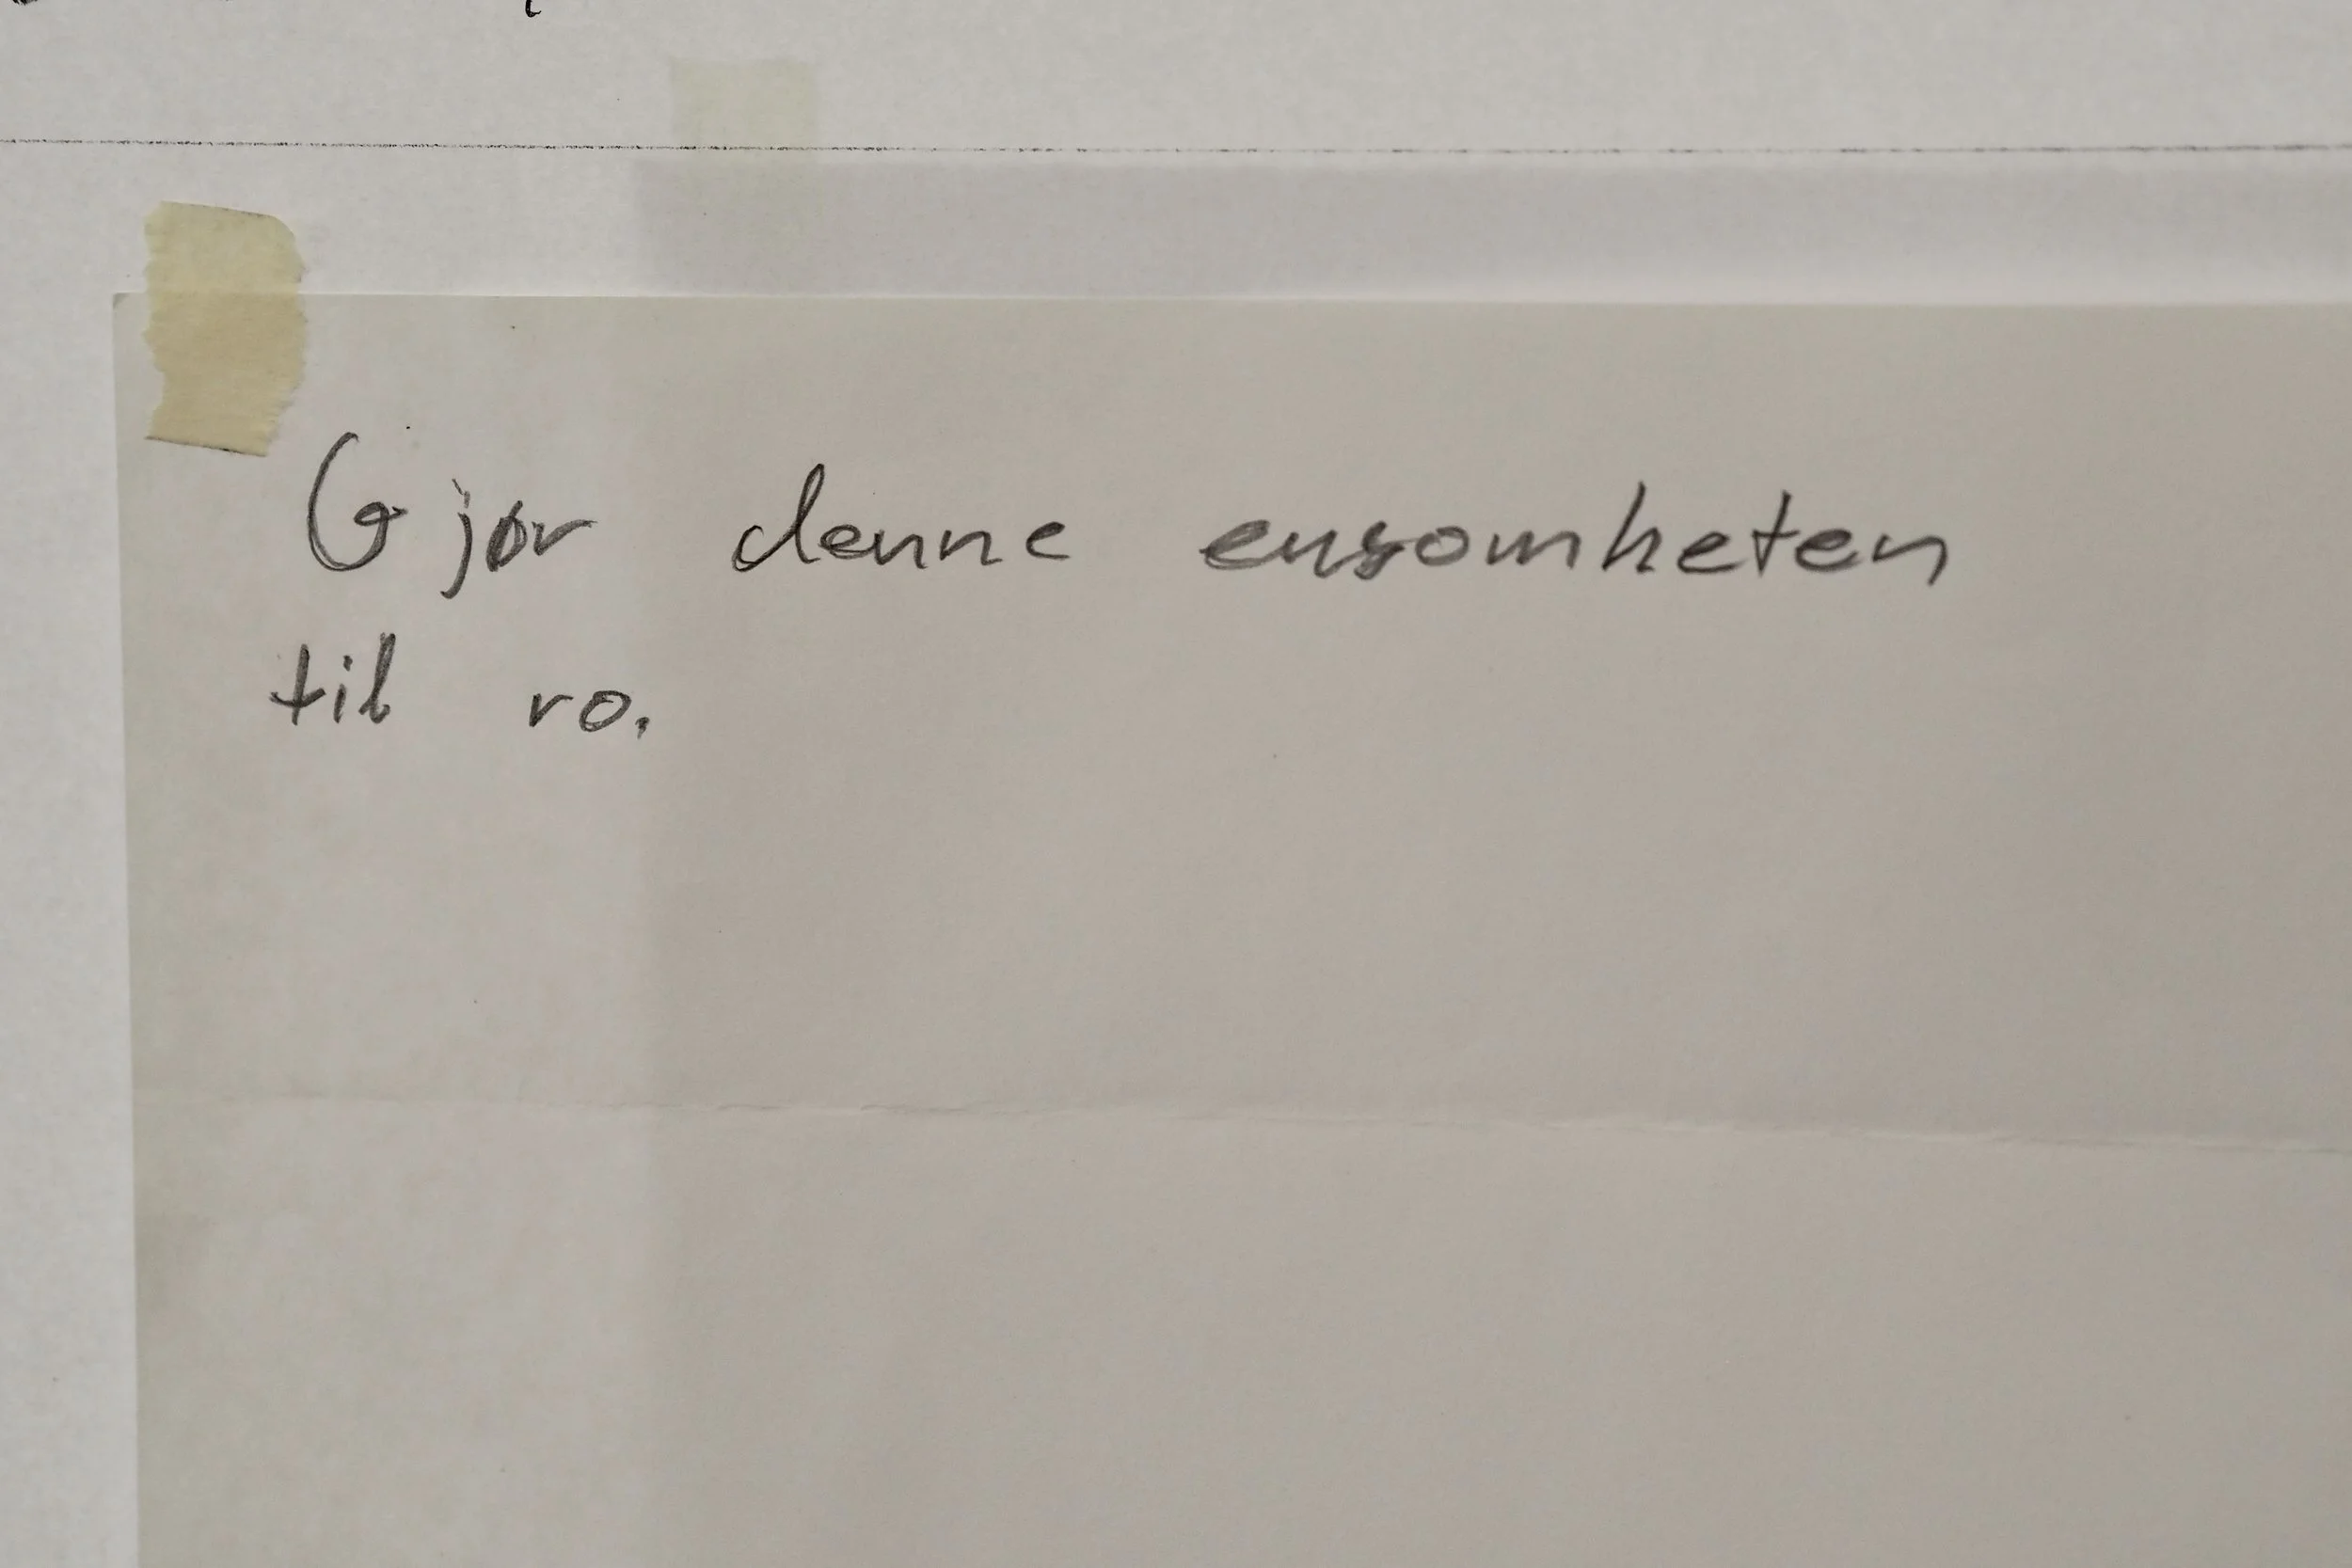 Gjør denne ensomheten
til ro.